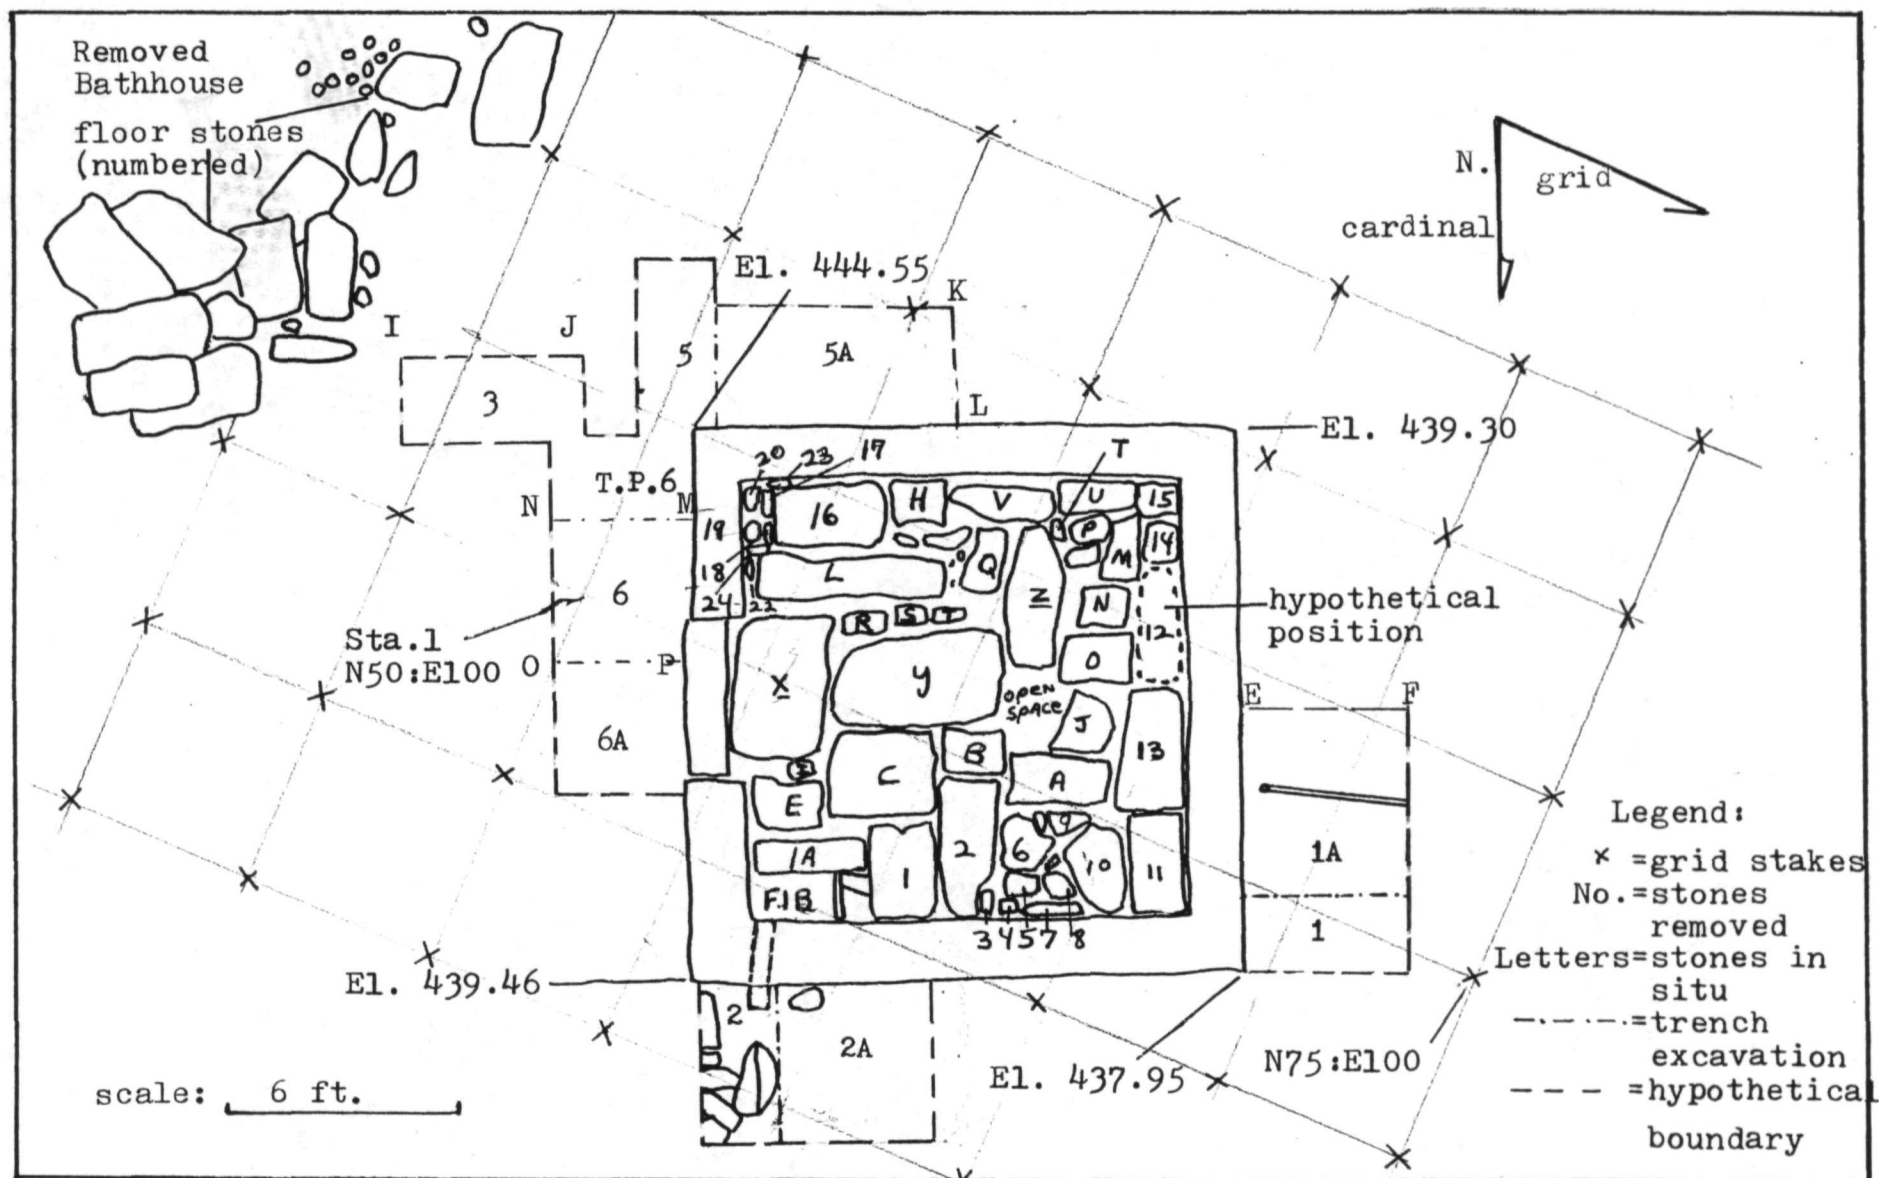 Removed
Bathhouse
floor stones
(numbered)
N.
grid
cardinal
El. 444.55
K
I
J
5
5A
3
L
El. 439.30
T
20
23
17
T.P.6
N
M
16
H
V
U
15
19
P
14
18
L
Q
M
Z
24
22
N
6
R
S
T
hypothetical
position
12
Sta.1
N50:E100
O
P
X
Y
O
open
space
E
F
J
6A
13
C
B
A
E
9
1A
6
10
11
1
2
1A
F1B
1
3
4
5
7
8
El. 439.46
2
2A
El. 437.95
N75:E100
scale:
6 ft.
Legend:
× =grid stakes
No.=stones
removed
Letters=stones in
situ
—·—·—=trench
excavation
— — — =hypothetical
boundary